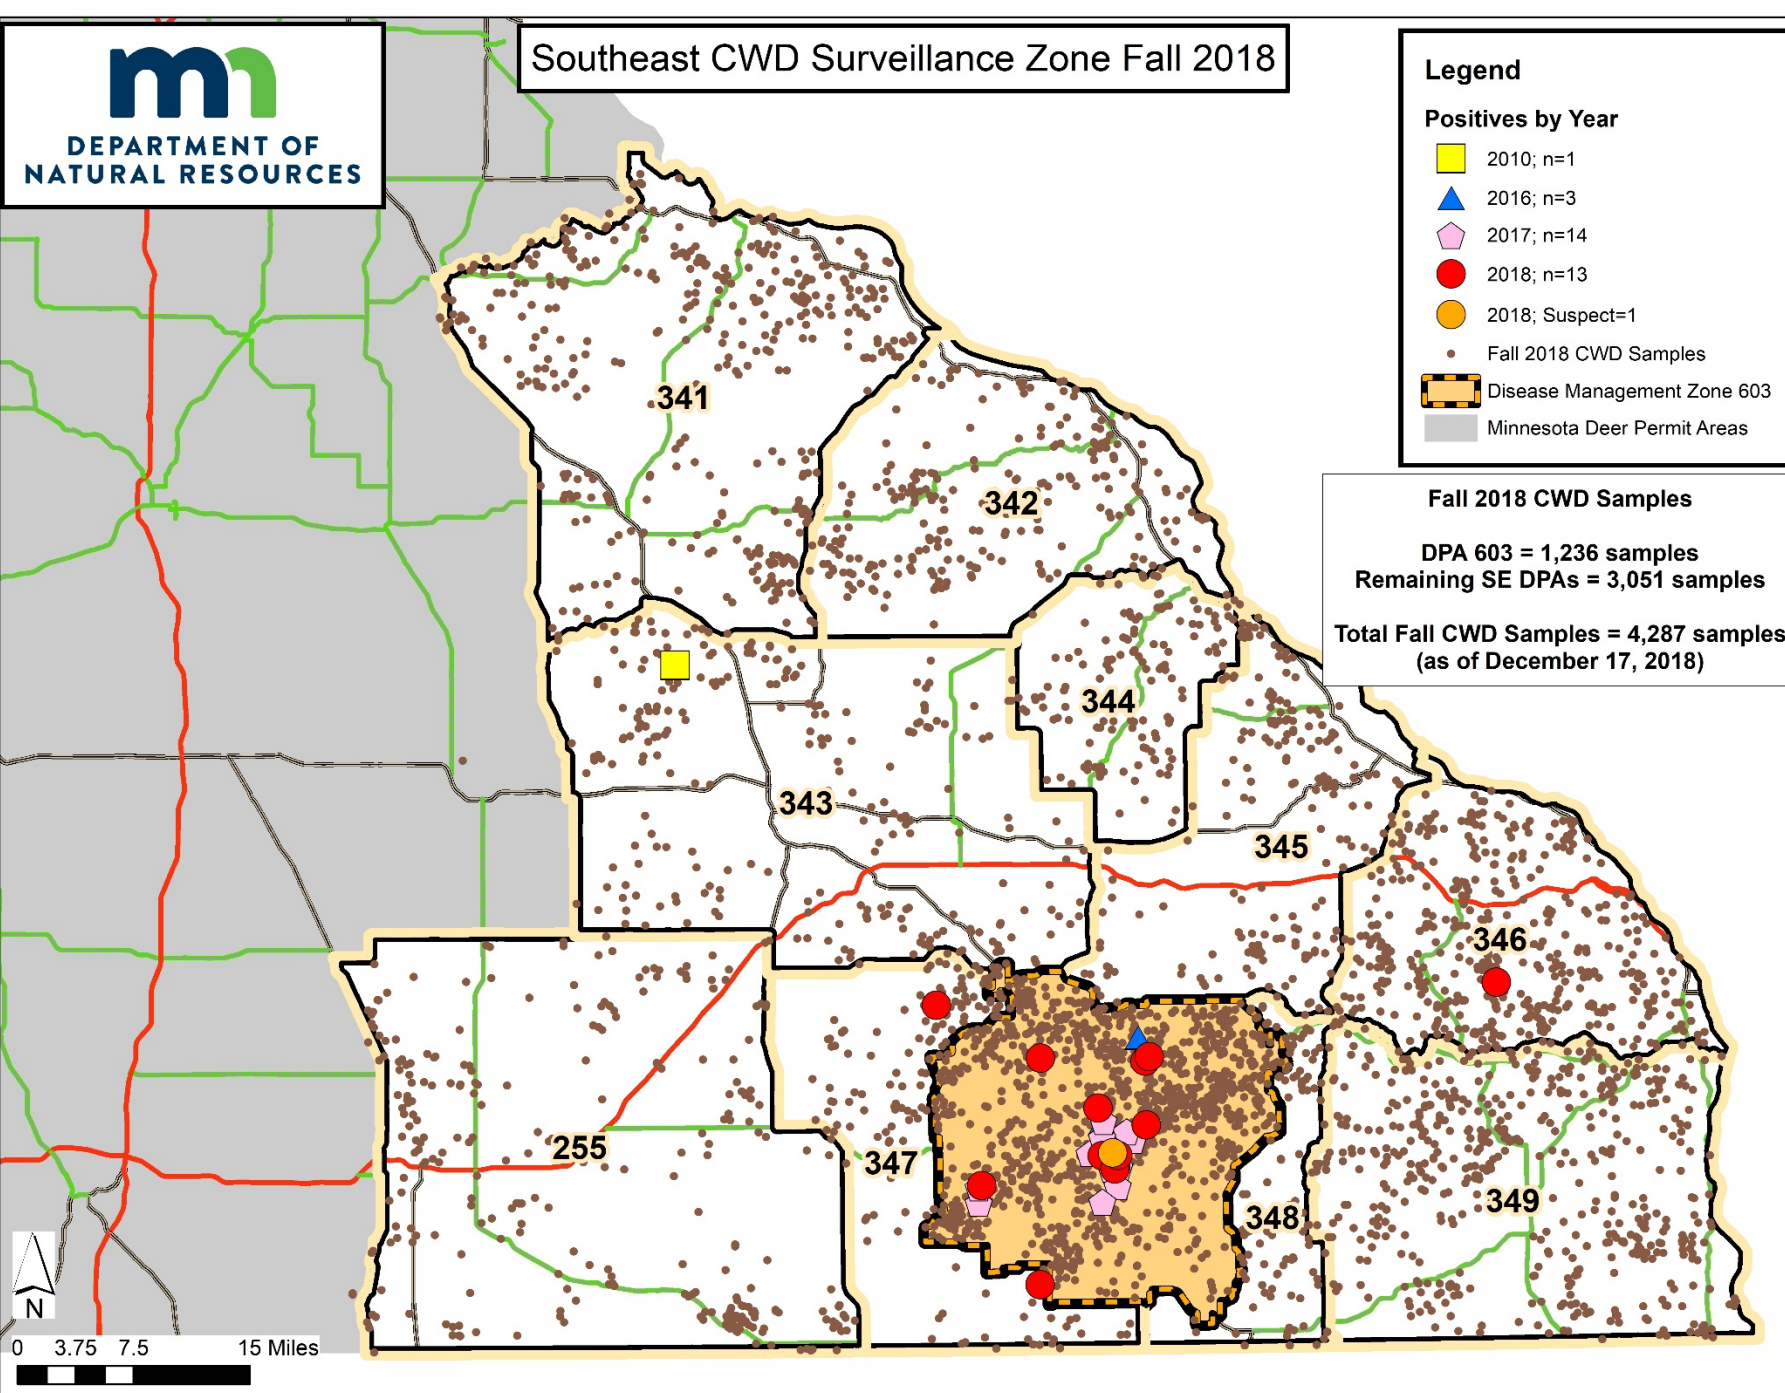 Southeast CWD Surveillance Zone Fall 2018
mn
DEPARTMENT OF
NATURAL RESOURCES
Legend
Positives by Year
2010; n=1
2016; n=3
2017; n=14
2018; n=13
2018; Suspect=1
Fall 2018 CWD Samples
Disease Management Zone 603
Minnesota Deer Permit Areas
Fall 2018 CWD Samples
DPA 603 = 1,236 samples
Remaining SE DPAs = 3,051 samples
Total Fall CWD Samples = 4,287 samples
(as of December 17, 2018)
341
342
344
343
345
346
255
347
348
349
N
0 3.75 7.5 15 Miles